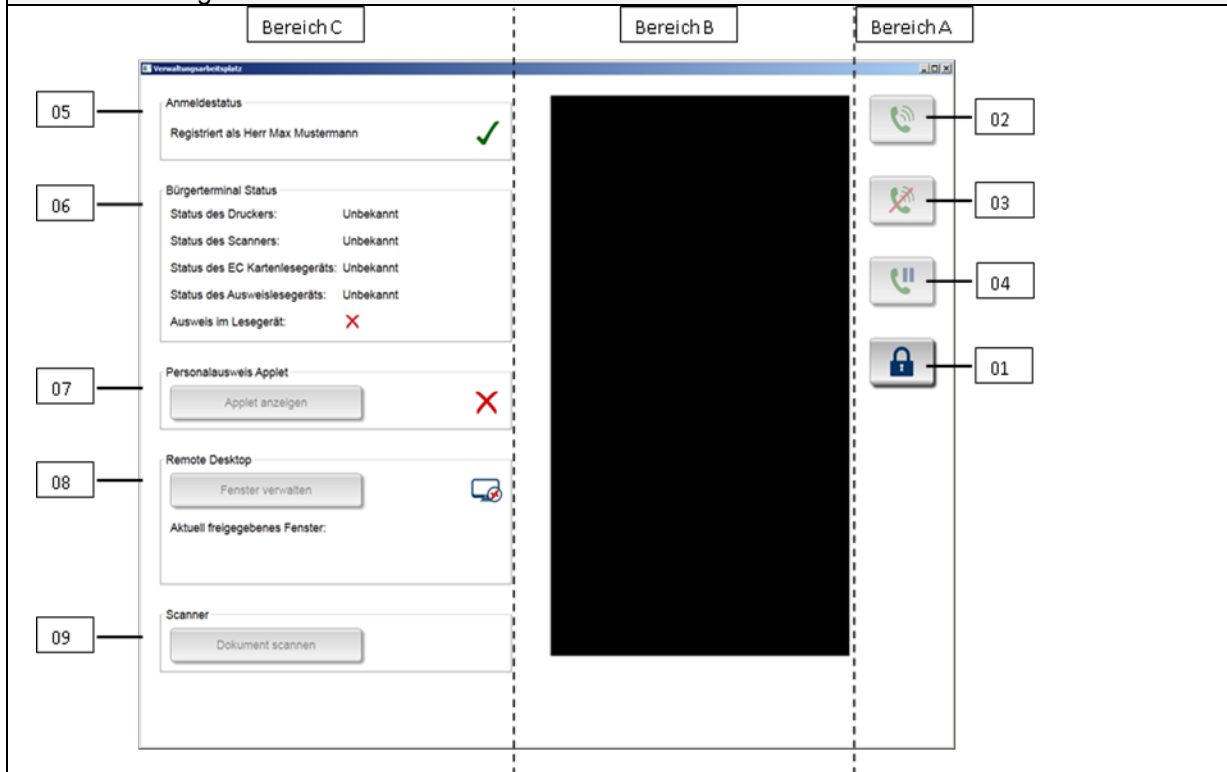 Bereich C
Bereich B
Bereich A
Verwaltungsarbeitsplatz
05
Anmeldestatus
Registriert als Herr Max Mustermann
02
06
Bürgerterminal Status
Status des Druckers: Unbekannt
Status des Scanners: Unbekannt
Status des EC Kartenlesegeräts: Unbekannt
Status des Ausweislesegeräts: Unbekannt
Ausweis im Lesegerät:
03
04
01
07
Personalausweis Applet
Applet anzeigen
08
Remote Desktop
Fenster verwalten
Aktuell freigegebenes Fenster:
09
Scanner
Dokument scannen